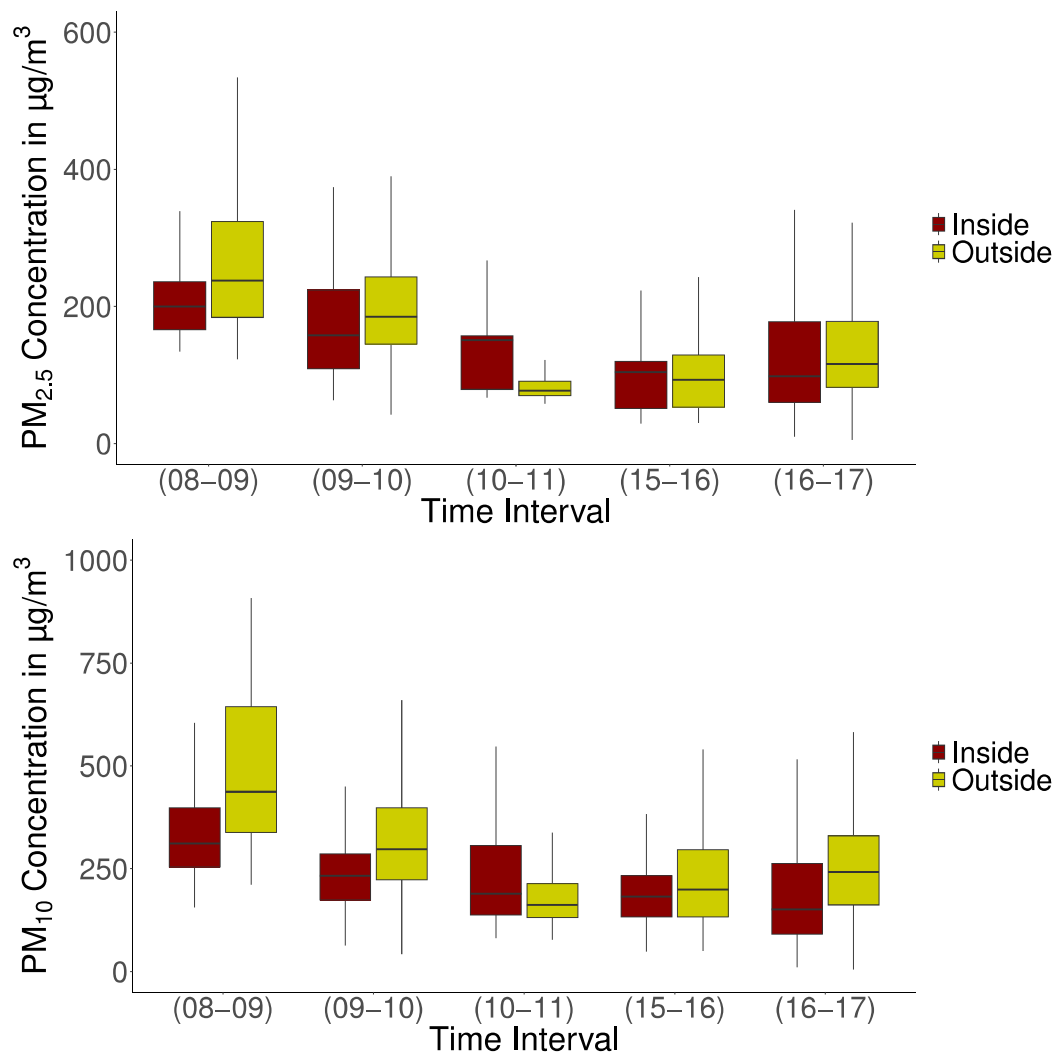 PM2.5 Concentration in µg/m³
600
400
200
0
(08–09) (09–10) (10–11) (15–16) (16–17)
Time Interval
Inside
Outside
PM10 Concentration in µg/m³
1000
750
500
250
0
(08–09) (09–10) (10–11) (15–16) (16–17)
Time Interval
Inside
Outside